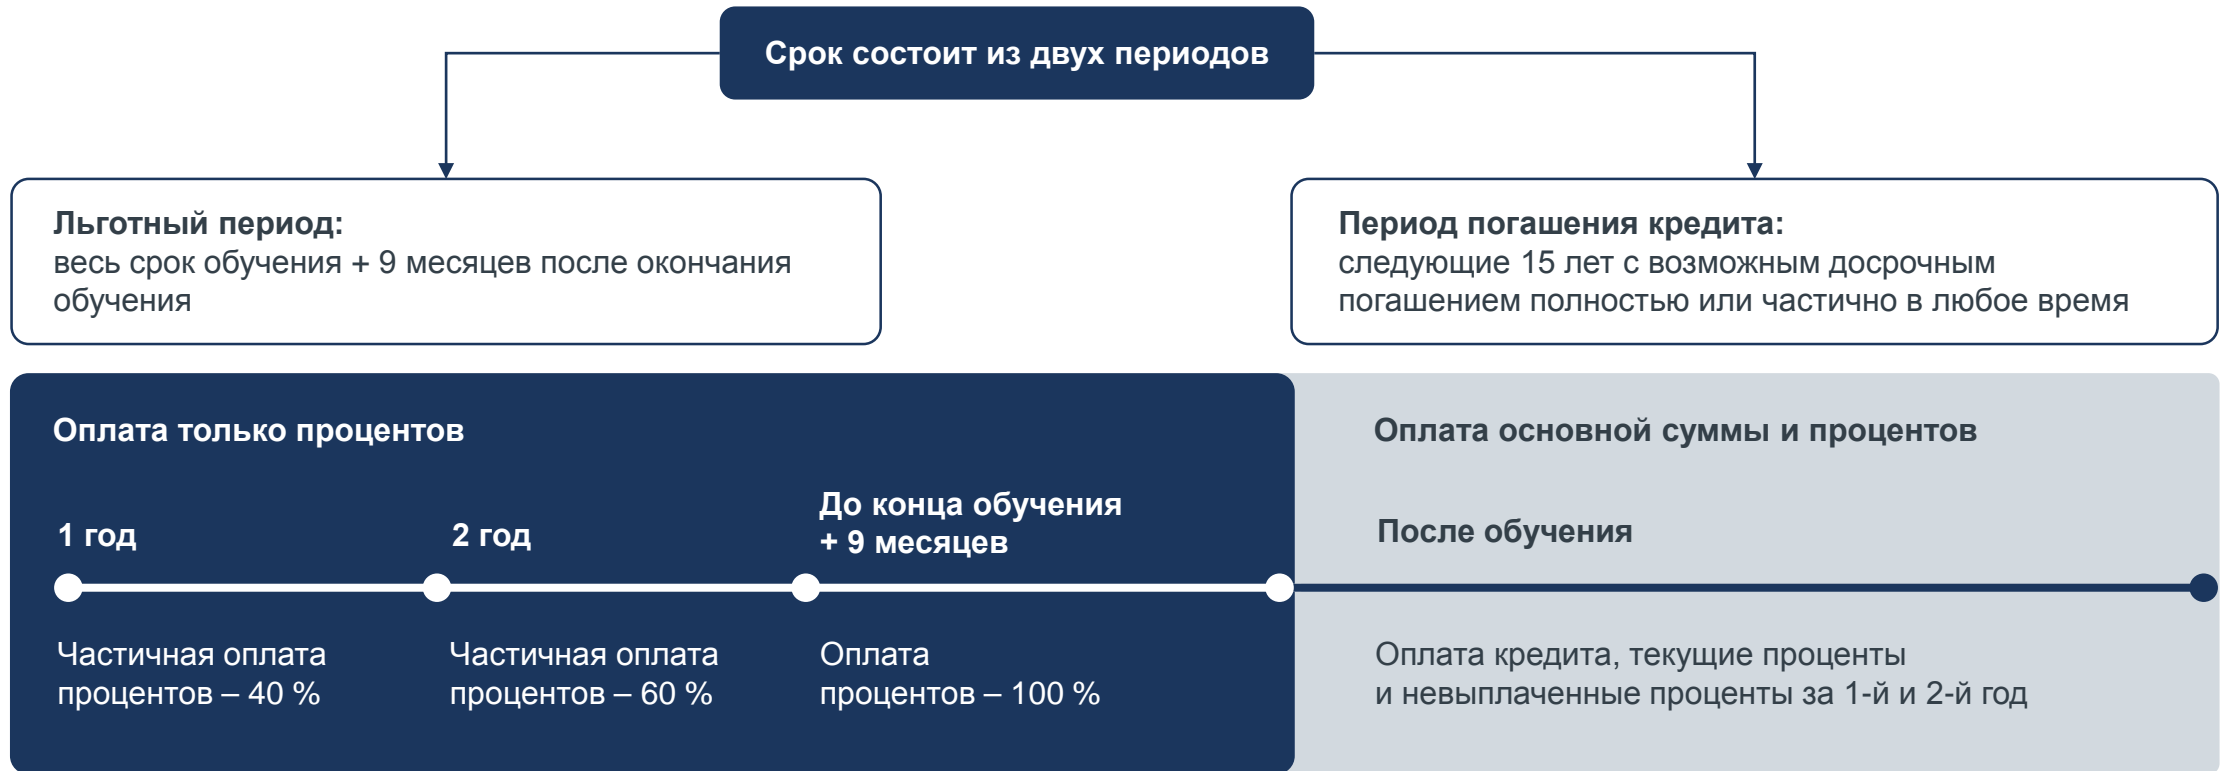 Срок состоит из двух периодов
Льготный период:
весь срок обучения + 9 месяцев после окончания
обучения
Период погашения кредита:
следующие 15 лет с возможным досрочным
погашением полностью или частично в любое время
Оплата только процентов
Оплата основной суммы и процентов
1 год
2 год
До конца обучения
+ 9 месяцев
После обучения
Частичная оплата
процентов – 40 %
Частичная оплата
процентов – 60 %
Оплата
процентов – 100 %
Оплата кредита, текущие проценты
и невыплаченные проценты за 1-й и 2-й год